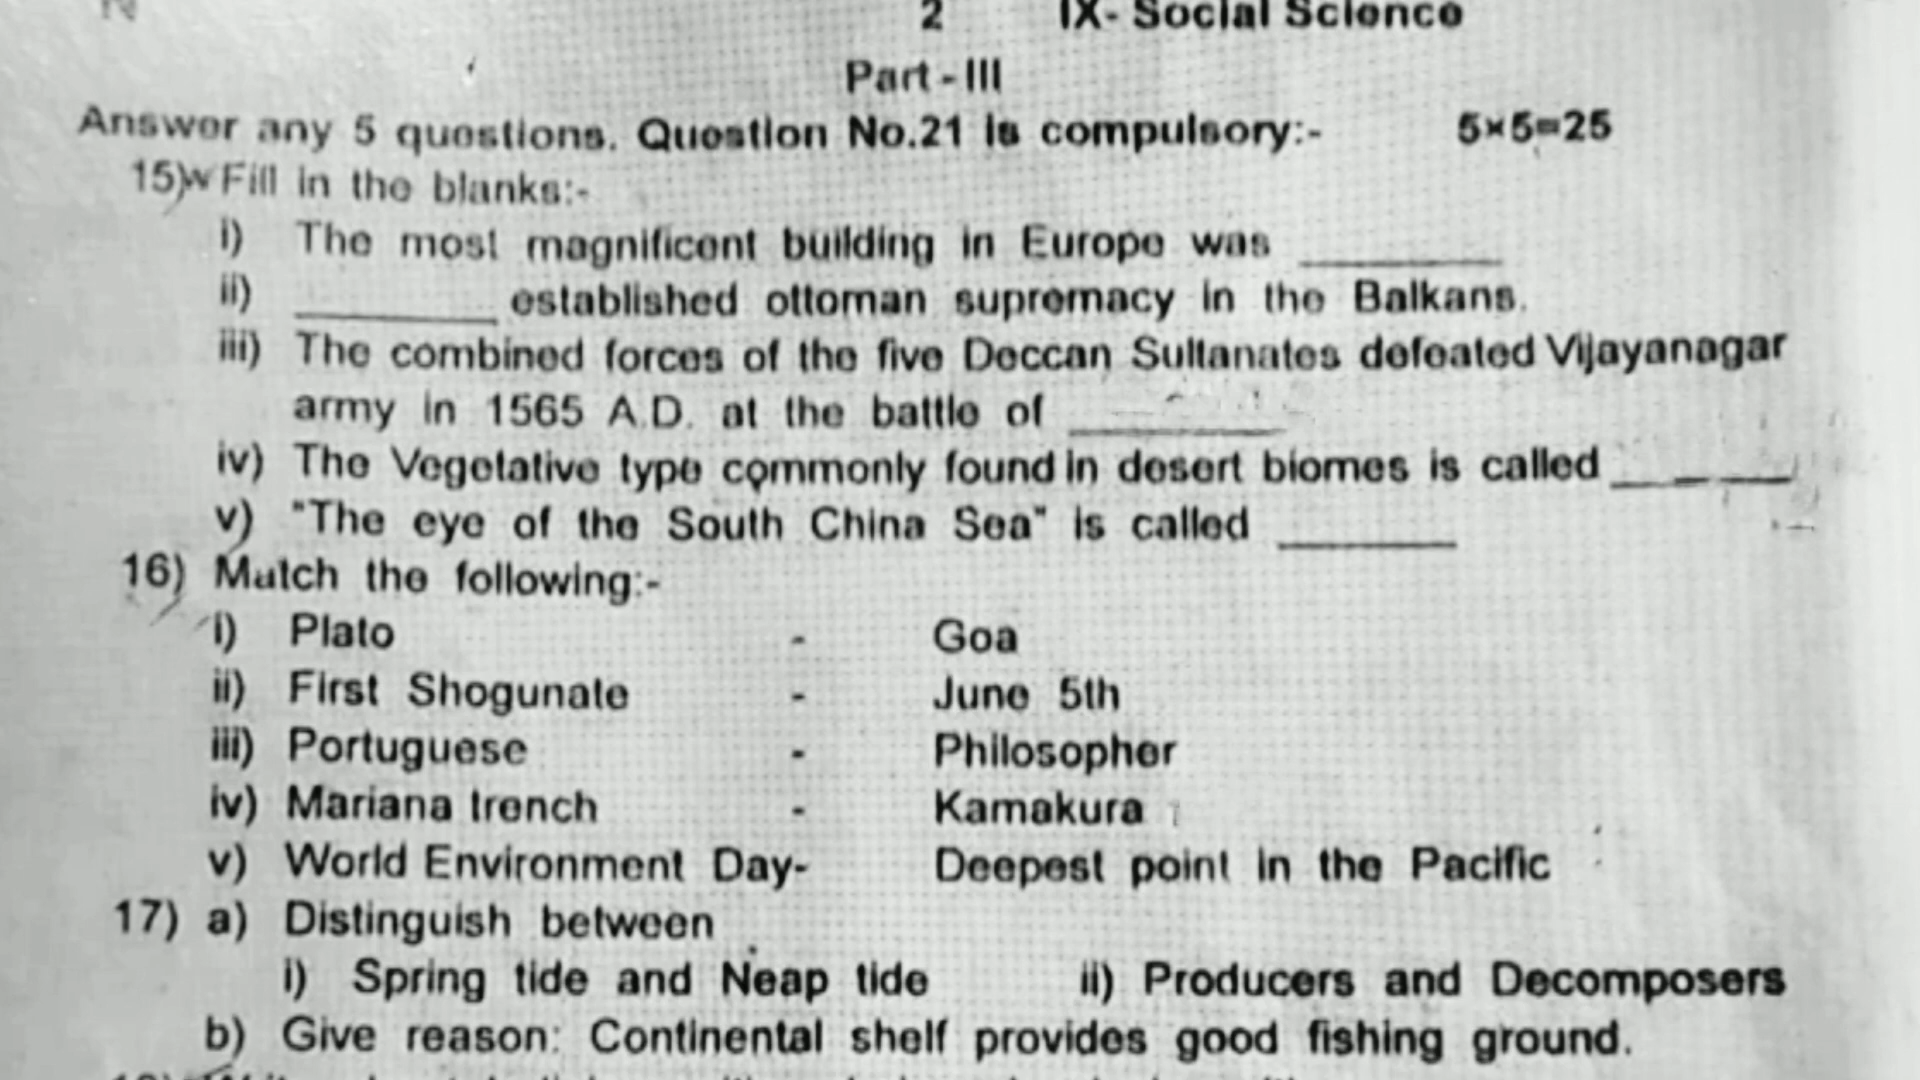 2 IX- Social Science
Part - III
Answer any 5 questions. Question No.21 is compulsory:- 5×5=25
15) Fill in the blanks:-
i) The most magnificent building in Europe was ________
ii) ________ established ottoman supremacy in the Balkans.
iii) The combined forces of the five Deccan Sultanates defeated Vijayanagar
army in 1565 A.D. at the battle of ________
iv) The Vegetative type commonly found in desert biomes is called ________
v) "The eye of the South China Sea" is called ________
16) Match the following:-
i) Plato - Goa
ii) First Shogunate - June 5th
iii) Portuguese - Philosopher
iv) Mariana trench - Kamakura
v) World Environment Day- Deepest point in the Pacific
17) a) Distinguish between
i) Spring tide and Neap tide ii) Producers and Decomposers
b) Give reason: Continental shelf provides good fishing ground.